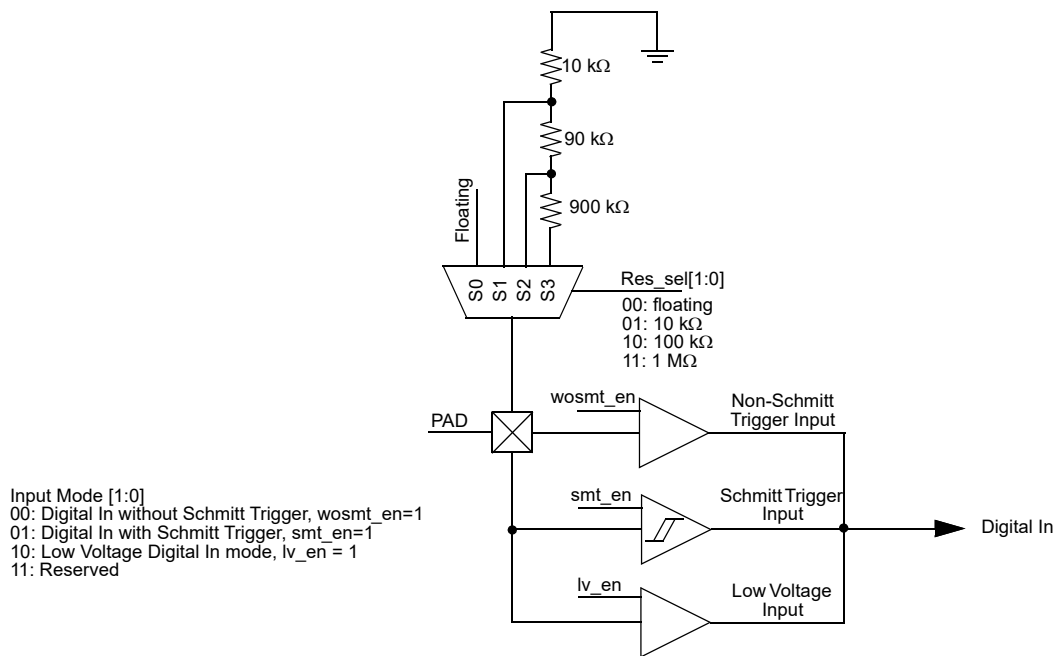 10 kΩ
90 kΩ
900 kΩ
Floating
S0
S1
S2
S3
Res_sel[1:0]
00: floating
01: 10 kΩ
10: 100 kΩ
11: 1 MΩ
PAD
wosmt_en
Non-Schmitt
Trigger Input
Input Mode [1:0]
00: Digital In without Schmitt Trigger, wosmt_en=1
01: Digital In with Schmitt Trigger, smt_en=1
10: Low Voltage Digital In mode, lv_en = 1
11: Reserved
smt_en
Schmitt Trigger
Input
Digital In
lv_en
Low Voltage
Input